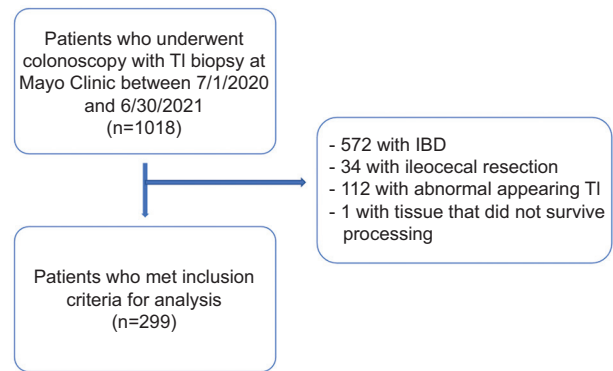 Patients who underwent
colonoscopy with TI biopsy at
Mayo Clinic between 7/1/2020
and 6/30/2021
(n=1018)
- 572 with IBD
- 34 with ileocecal resection
- 112 with abnormal appearing TI
- 1 with tissue that did not survive
processing
Patients who met inclusion
criteria for analysis
(n=299)